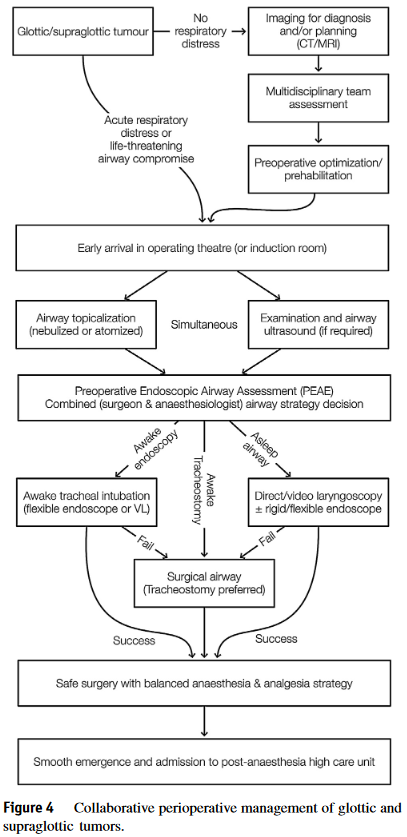 Glottic/supraglottic tumour
No
respiratory
distress
Imaging for diagnosis
and/or planning
(CT/MRI)
Multidisciplinary team
assessment
Acute respiratory
distress or
life-threatening
airway compromise
Preoperative optimization/
prehabilitation
Early arrival in operating theatre (or induction room)
Airway topicalization
(nebulized or atomized)
Simultaneous
Examination and airway
ultrasound (if required)
Preoperative Endoscopic Airway Assessment (PEAE)
Combined (surgeon & anaesthesiologist) airway strategy decision
Awake
endoscopy
Awake
Tracheostomy
Asleep
airway
Awake tracheal intubation
(flexible endoscope or VL)
Direct/video laryngoscopy
± rigid/flexible endoscope
Fail
Fail
Surgical airway
(Tracheostomy preferred)
Success
Success
Safe surgery with balanced anaesthesia & analgesia strategy
Smooth emergence and admission to post-anaesthesia high care unit
Figure 4 Collaborative perioperative management of glottic and
supraglottic tumors.